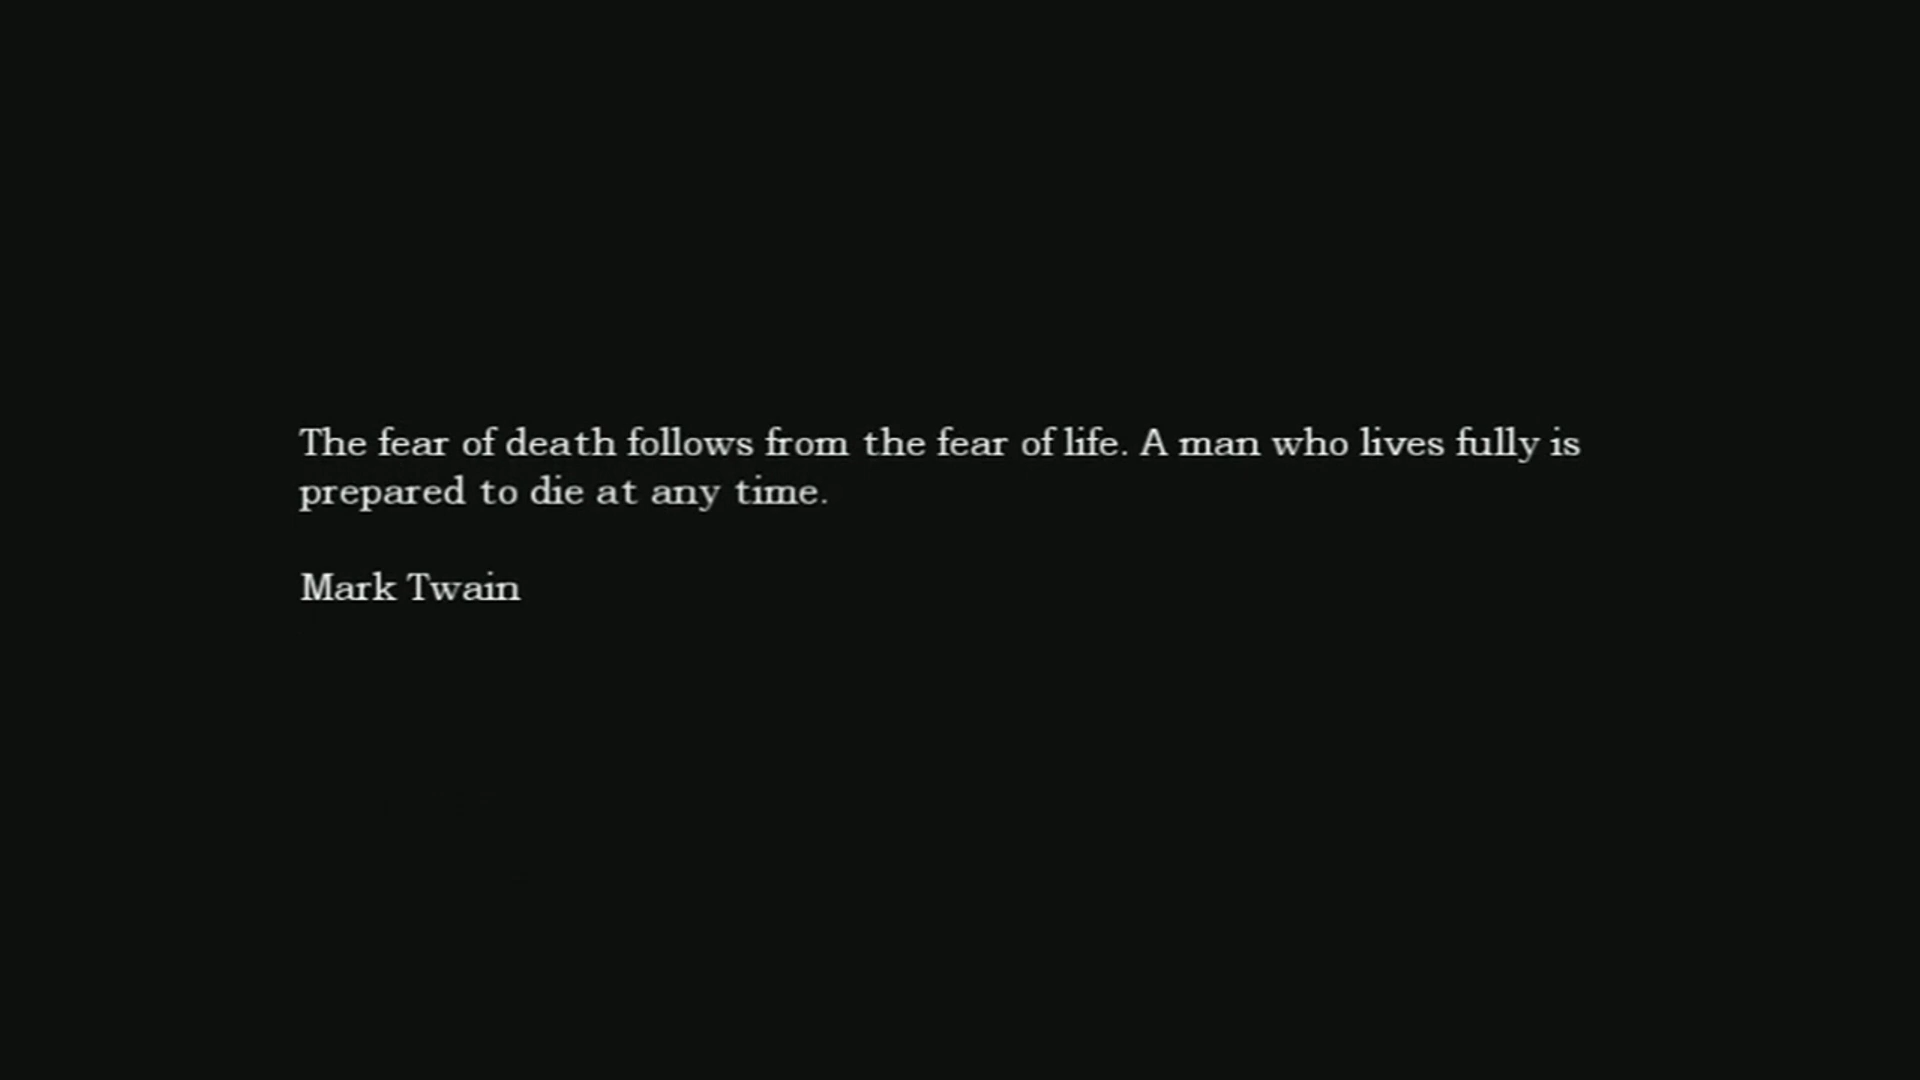 The fear of death follows from the fear of life. A man who lives fully is
prepared to die at any time.
Mark Twain